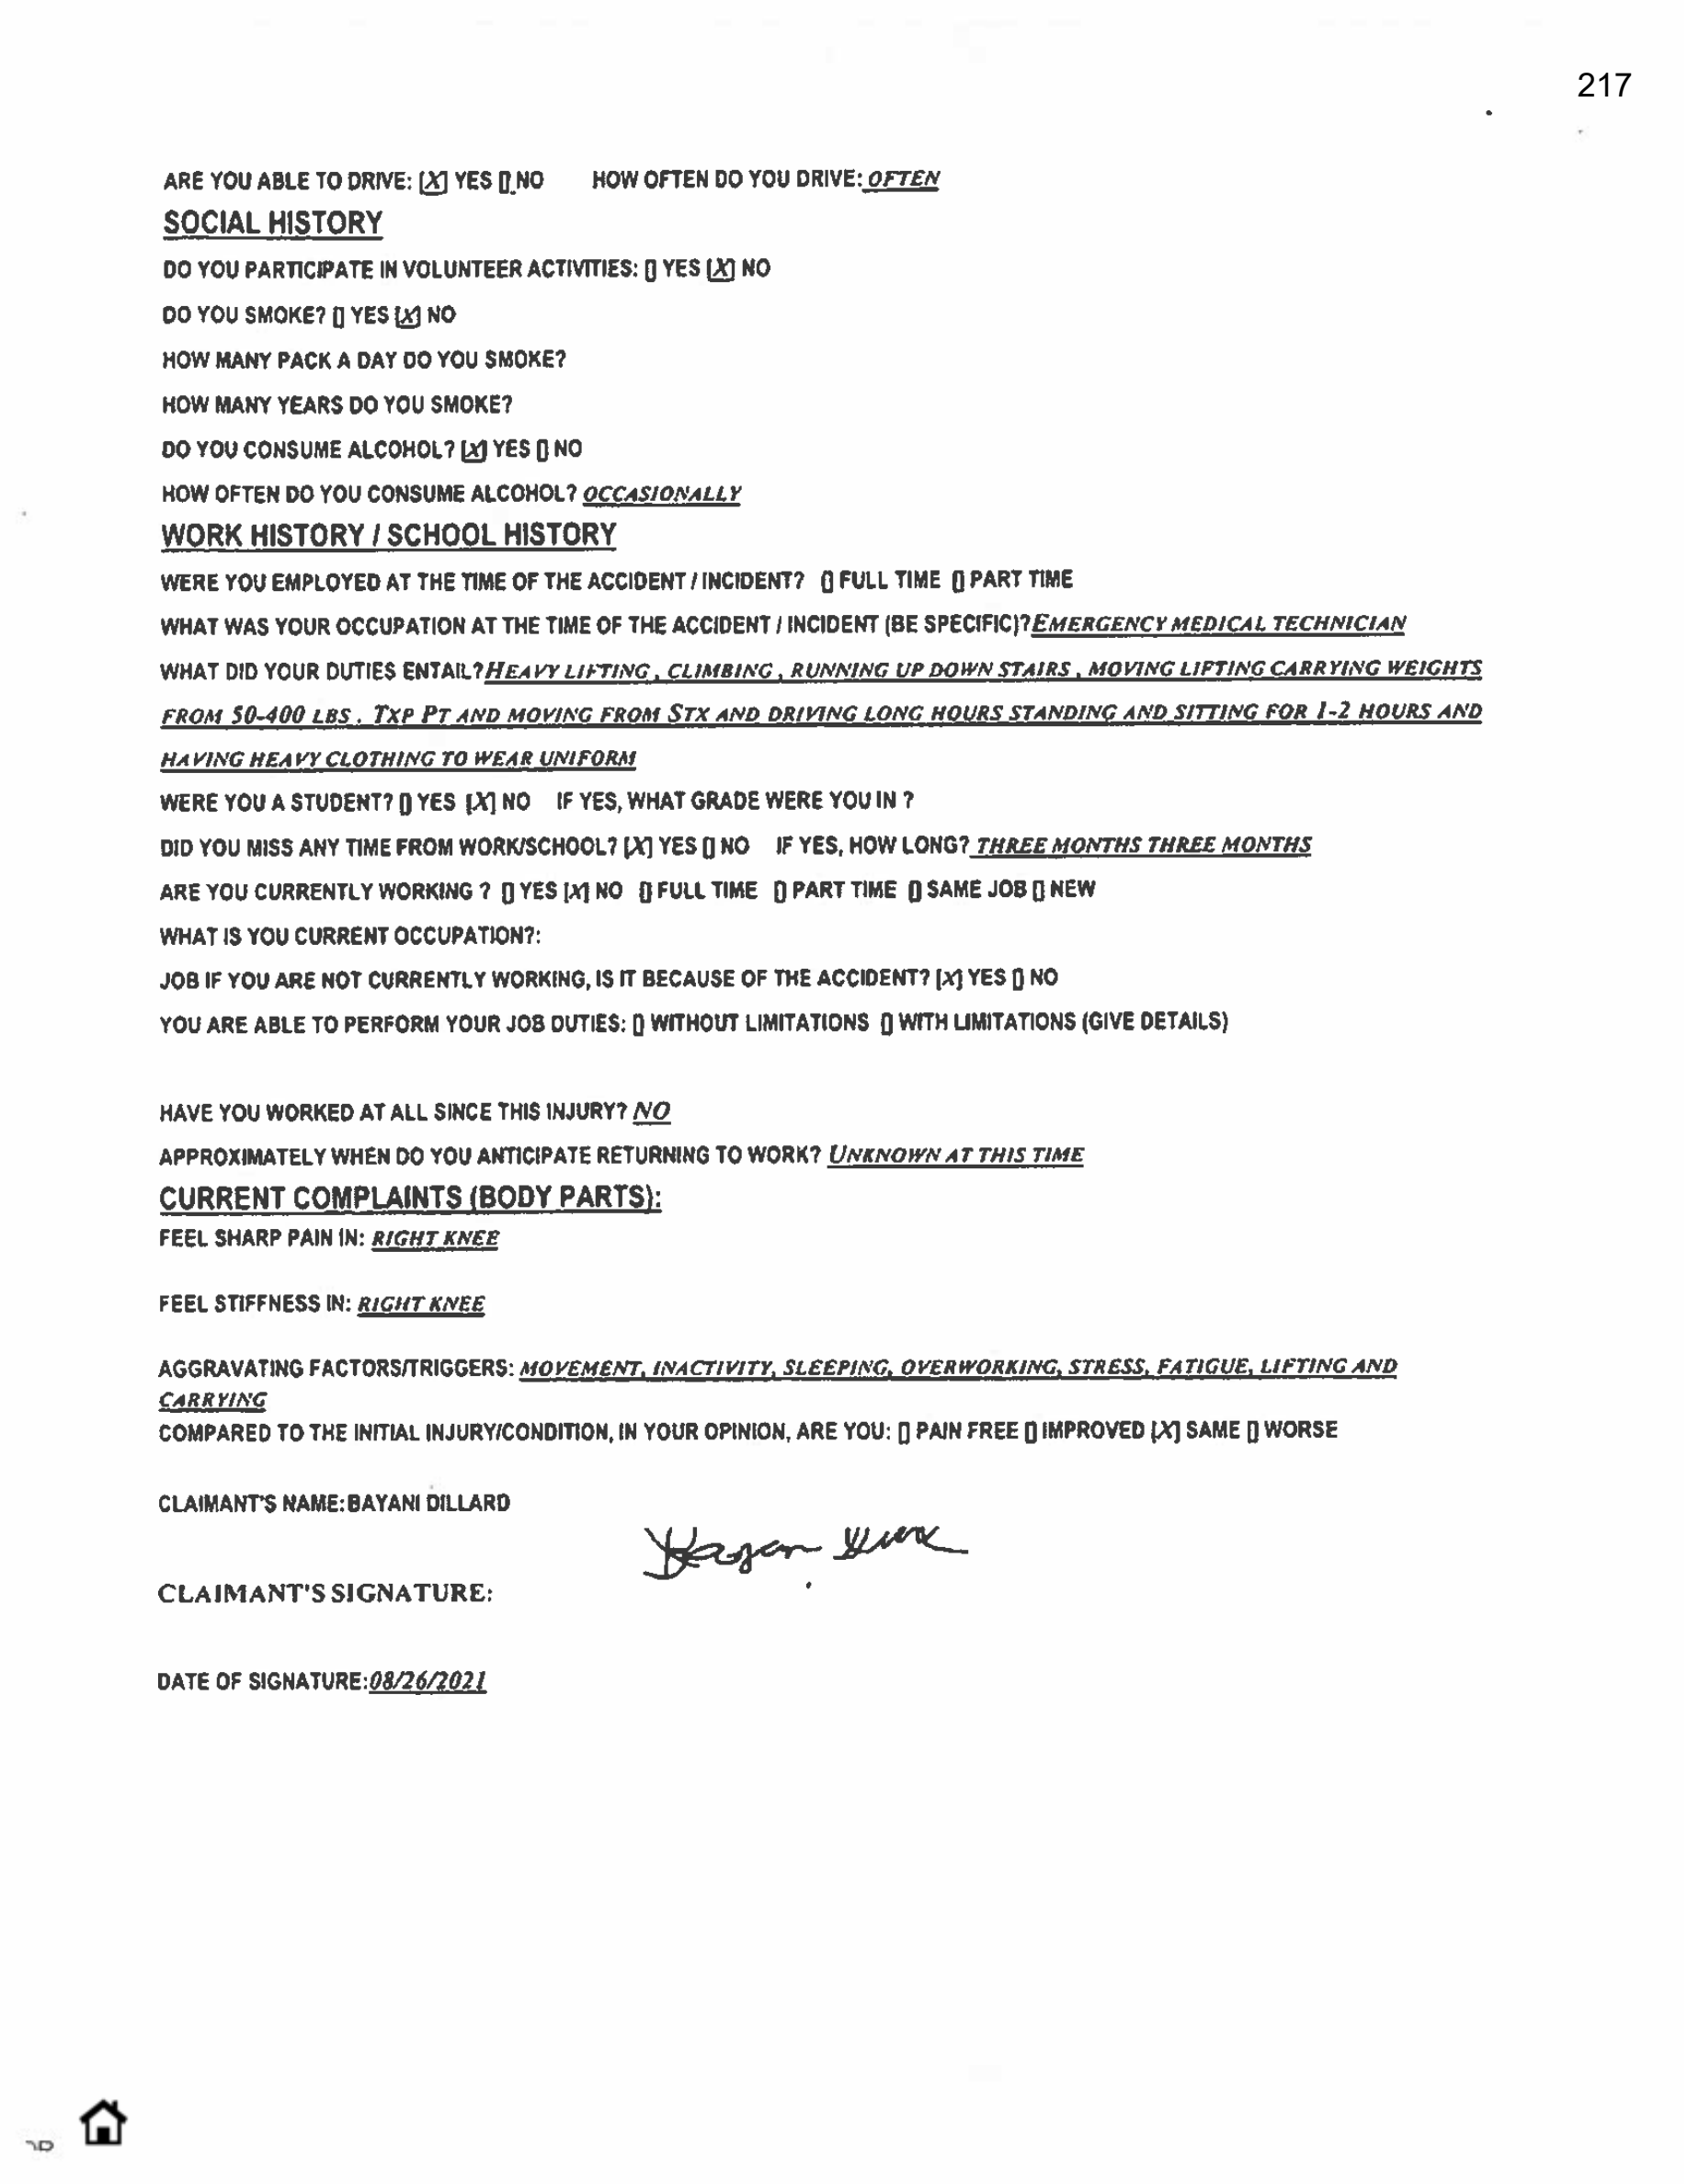 217
ARE YOU ABLE TO DRIVE: [X] YES [] NO HOW OFTEN DO YOU DRIVE: OFTEN
SOCIAL HISTORY
DO YOU PARTICIPATE IN VOLUNTEER ACTIVITIES: [] YES [X] NO
DO YOU SMOKE? [] YES [X] NO
HOW MANY PACK A DAY DO YOU SMOKE?
HOW MANY YEARS DO YOU SMOKE?
DO YOU CONSUME ALCOHOL? [X] YES [] NO
HOW OFTEN DO YOU CONSUME ALCOHOL? OCCASIONALLY
WORK HISTORY / SCHOOL HISTORY
WERE YOU EMPLOYED AT THE TIME OF THE ACCIDENT / INCIDENT? [] FULL TIME [] PART TIME
WHAT WAS YOUR OCCUPATION AT THE TIME OF THE ACCIDENT / INCIDENT (BE SPECIFIC)? EMERGENCY MEDICAL TECHNICIAN
WHAT DID YOUR DUTIES ENTAIL? HEAVY LIFTING , CLIMBING , RUNNING UP DOWN STAIRS , MOVING LIFTING CARRYING WEIGHTS
FROM 50-400 LBS . TXP PT AND MOVING FROM STX AND DRIVING LONG HOURS STANDING AND SITTING FOR 1-2 HOURS AND
HAVING HEAVY CLOTHING TO WEAR UNIFORM
WERE YOU A STUDENT? [] YES [X] NO IF YES, WHAT GRADE WERE YOU IN ?
DID YOU MISS ANY TIME FROM WORK/SCHOOL? [X] YES [] NO IF YES, HOW LONG? THREE MONTHS THREE MONTHS
ARE YOU CURRENTLY WORKING ? [] YES [X] NO [] FULL TIME [] PART TIME [] SAME JOB [] NEW
WHAT IS YOU CURRENT OCCUPATION?:
JOB IF YOU ARE NOT CURRENTLY WORKING, IS IT BECAUSE OF THE ACCIDENT? [X] YES [] NO
YOU ARE ABLE TO PERFORM YOUR JOB DUTIES: [] WITHOUT LIMITATIONS [] WITH LIMITATIONS (GIVE DETAILS)
HAVE YOU WORKED AT ALL SINCE THIS INJURY? NO
APPROXIMATELY WHEN DO YOU ANTICIPATE RETURNING TO WORK? UNKNOWN AT THIS TIME
CURRENT COMPLAINTS (BODY PARTS):
FEEL SHARP PAIN IN: RIGHT KNEE
FEEL STIFFNESS IN: RIGHT KNEE
AGGRAVATING FACTORS/TRIGGERS: MOVEMENT, INACTIVITY, SLEEPING, OVERWORKING, STRESS, FATIGUE, LIFTING AND
CARRYING
COMPARED TO THE INITIAL INJURY/CONDITION, IN YOUR OPINION, ARE YOU: [] PAIN FREE [] IMPROVED [X] SAME [] WORSE
CLAIMANT'S NAME: BAYANI DILLARD
CLAIMANT'S SIGNATURE:
DATE OF SIGNATURE: 08/26/2021